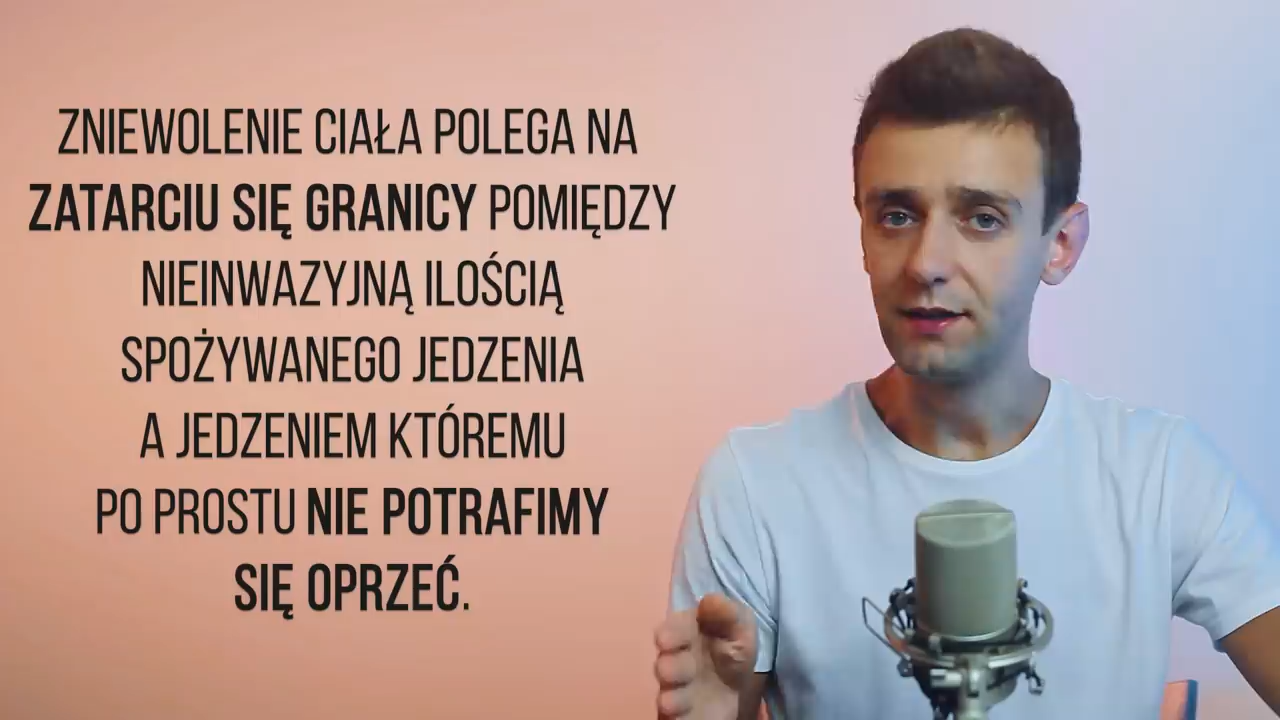 ZNIEWOLENIE CIAŁA POLEGA NA
ZATARCIU SIĘ GRANICY POMIĘDZY
NIEINWAZYJNĄ ILOŚCIĄ
SPOŻYWANEGO JEDZENIA
A JEDZENIEM KTÓREMU
PO PROSTU NIE POTRAFIMY
SIĘ OPRZEĆ.